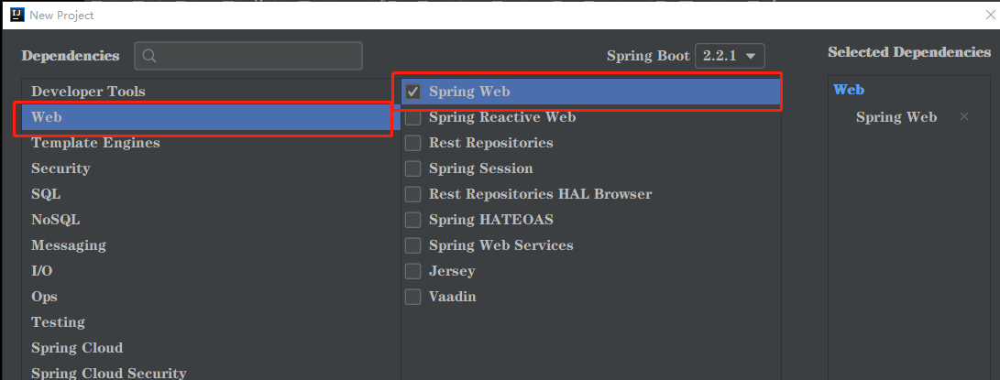 IJ New Project
Dependencies
Spring Boot 2.2.1
Selected Dependencies
Developer Tools
Web
Template Engines
Security
SQL
NoSQL
Messaging
I/O
Ops
Testing
Spring Cloud
Spring Cloud Security
Spring Web
Spring Reactive Web
Rest Repositories
Spring Session
Rest Repositories HAL Browser
Spring HATEOAS
Spring Web Services
Jersey
Vaadin
Web
Spring Web